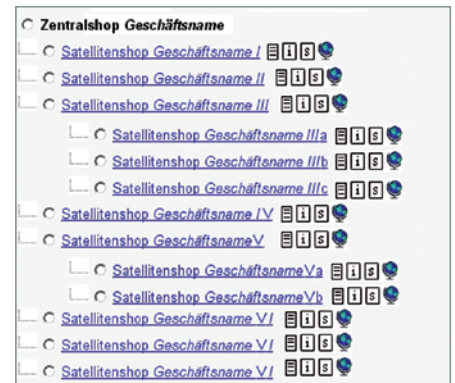 Zentralshop Geschäftsname
Satellitenshop Geschäftsname I i s
Satellitenshop Geschäftsname II i s
Satellitenshop Geschäftsname III i s
Satellitenshop Geschäftsname IIIa i s
Satellitenshop Geschäftsname IIIb i s
Satellitenshop Geschäftsname IIIc i s
Satellitenshop Geschäftsname IV i s
Satellitenshop GeschäftsnameV i s
Satellitenshop GeschäftsnameVa i s
Satellitenshop GeschäftsnameVb i s
Satellitenshop Geschäftsname VI i s
Satellitenshop Geschäftsname VI i s
Satellitenshop Geschäftsname VI i s